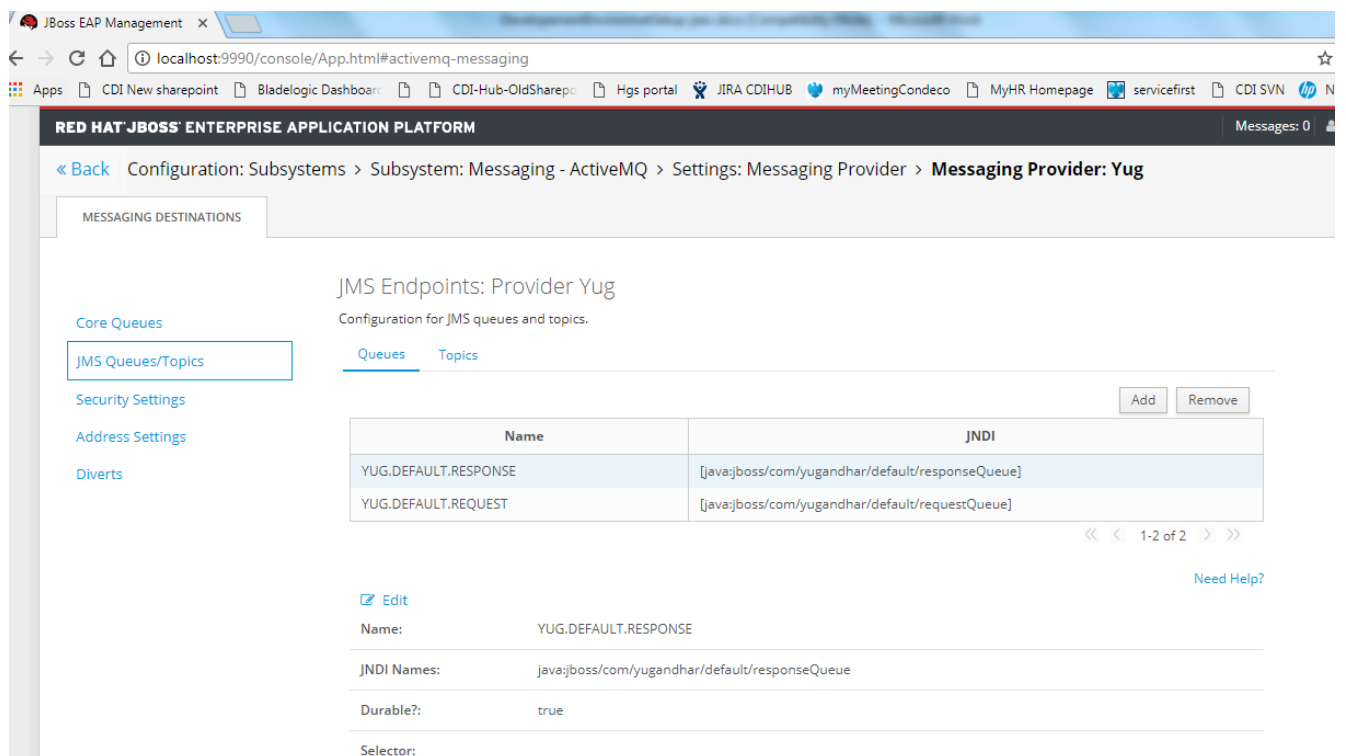 JBoss EAP Management
localhost:9990/console/App.html#activemq-messaging
Apps CDI New sharepoint Bladelogic Dashboard CDI-Hub-OldSharepo Hgs portal JIRA CDIHUB myMeetingCondeco MyHR Homepage servicefirst CDI SVN N
RED HAT JBOSS ENTERPRISE APPLICATION PLATFORM Messages: 0
« Back Configuration: Subsystems > Subsystem: Messaging - ActiveMQ > Settings: Messaging Provider > Messaging Provider: Yug
MESSAGING DESTINATIONS
Core Queues
JMS Queues/Topics
Security Settings
Address Settings
Diverts
JMS Endpoints: Provider Yug
Configuration for JMS queues and topics.
Queues Topics
Add Remove
Name JNDI
YUG.DEFAULT.RESPONSE [java:jboss/com/yugandhar/default/responseQueue]
YUG.DEFAULT.REQUEST [java:jboss/com/yugandhar/default/requestQueue]
1-2 of 2
Need Help?
Edit
Name: YUG.DEFAULT.RESPONSE
JNDI Names: java:jboss/com/yugandhar/default/responseQueue
Durable?: true
Selector: